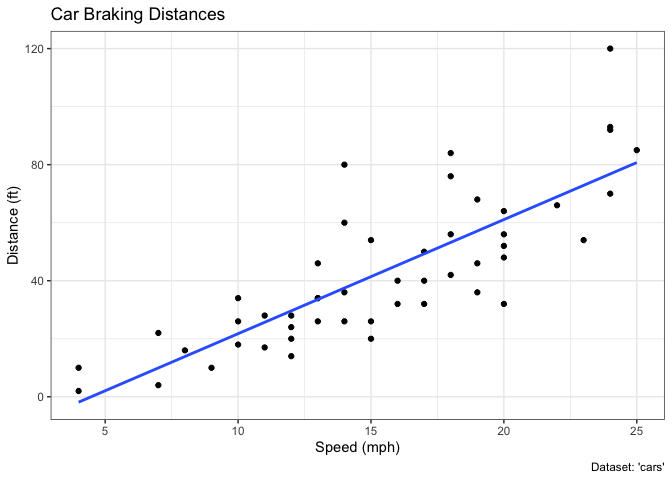 Car Braking Distances
120
80
40
0
Distance (ft)
5 10 15 20 25
Speed (mph)
Dataset: 'cars'